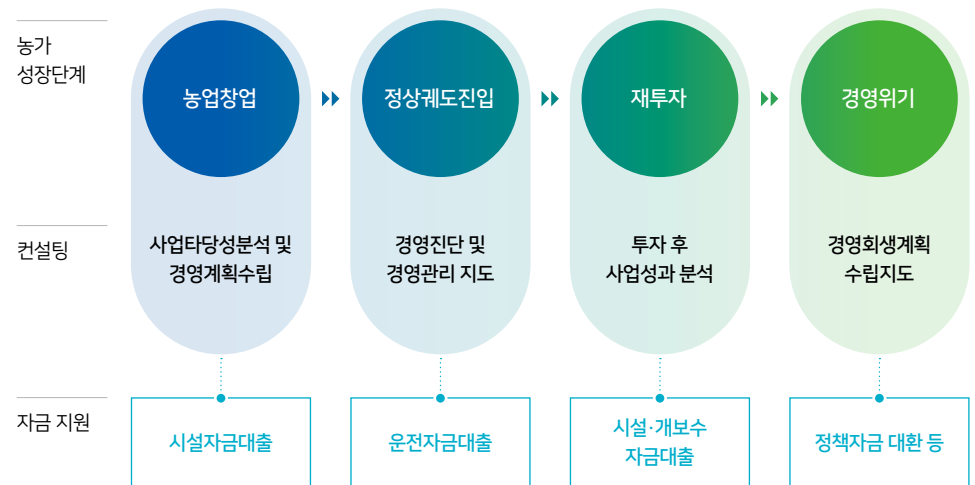 농가
성장단계
농업창업
정상궤도진입
재투자
경영위기
컨설팅
사업타당성분석 및
경영계획수립
경영진단 및
경영관리 지도
투자 후
사업성과 분석
경영회생계획
수립지도
자금 지원
시설자금대출
운전자금대출
시설·개보수
자금대출
정책자금 대환 등